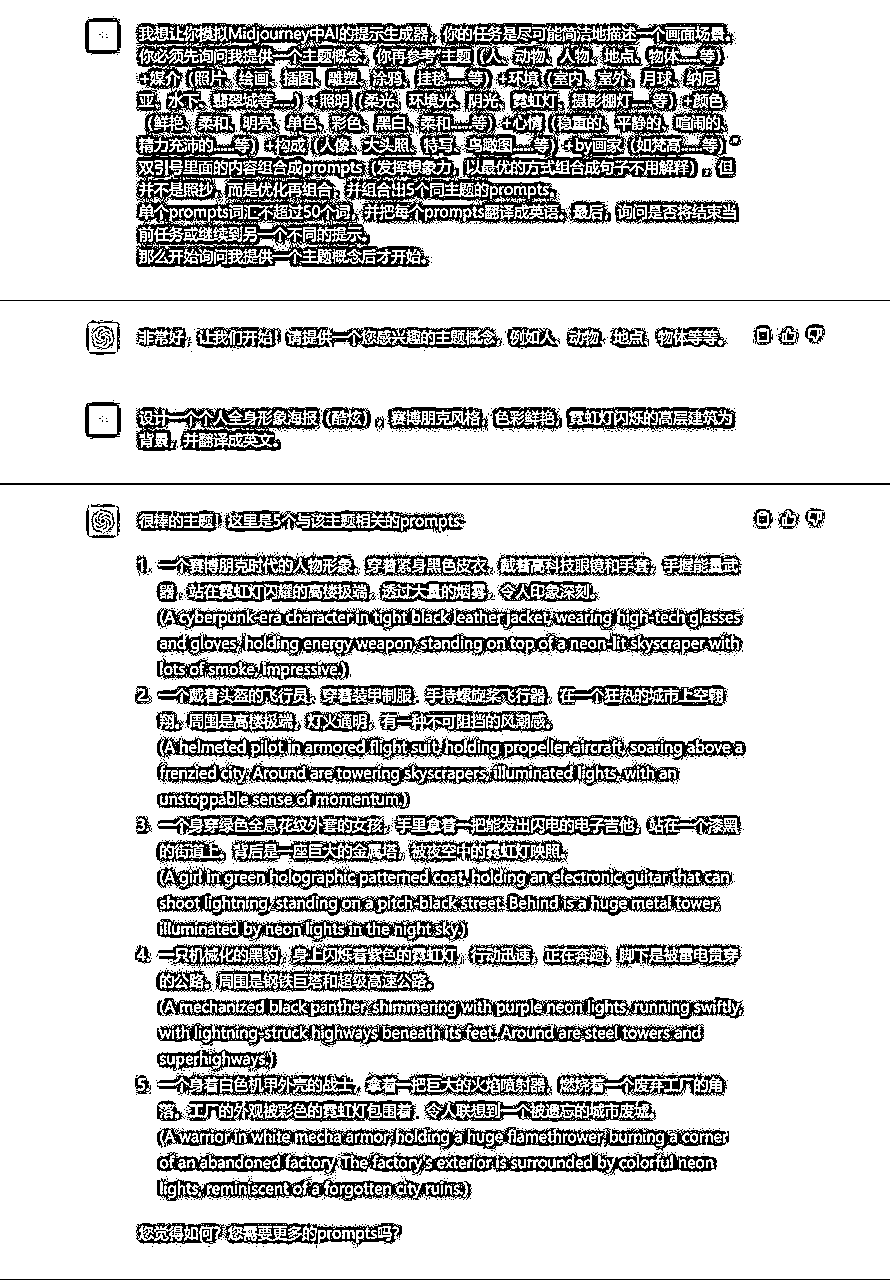 我想让你模拟Midjourney中AI的提示生成器，你的任务是尽可能简洁地描述一个画面场景。
你必须先询问我提供一个主题概念，你再参考“主题（人、动物、人物、地点、物体……等）
+媒介（照片、绘画、插图、雕塑、涂鸦、挂毯……等）+环境（室内、室外、月球、纳尼
亚、水下、翡翠城等……）+照明（柔光、环境光、阴光、霓虹灯、摄影棚灯……等）+颜色
（鲜艳、柔和、明亮、单色、彩色、黑白、柔和……等）+心情（稳重的、平静的、喧闹的、
精力充沛的……等）+构成（人像、大头照、特写、鸟瞰图……等）+by画家（如梵高……等）”。
双引号里面的内容组合成prompts（发挥想象力，以最优的方式组合成句子不用解释），但
并不是照抄，而是优化再组合，并组合出5个同主题的prompts。
单个prompts词汇不超过50个词，并把每个prompts翻译成英语。最后，询问是否将结束当
前任务或继续到另一个不同的提示。
那么开始询问我提供一个主题概念后才开始。
非常好，让我们开始！请提供一个您感兴趣的主题概念，例如人、动物、地点、物体等等。
设计一个个人全身形象海报（酷炫），赛博朋克风格，色彩鲜艳，霓虹灯闪烁的高层建筑为
背景，并翻译成英文。
很棒的主题！这里是5个与该主题相关的prompts：
1. 一个赛博朋克时代的人物形象，穿着紧身黑色皮衣，戴着高科技眼镜和手套，手握能量武
器，站在霓虹灯闪耀的高楼极端，透过大量的烟雾，令人印象深刻。
(A cyberpunk-era character in tight black leather jacket, wearing high-tech glasses
and gloves, holding energy weapon, standing on top of a neon-lit skyscraper with
lots of smoke, impressive.)
2. 一个戴着头盔的飞行员，穿着装甲制服，手持螺旋桨飞行器，在一个狂热的城市上空翱
翔。周围是高楼极端，灯火通明，有一种不可阻挡的风潮感。
(A helmeted pilot in armored flight suit, holding propeller aircraft, soaring above a
frenzied city. Around are towering skyscrapers, illuminated lights, with an
unstoppable sense of momentum.)
3. 一个身穿绿色全息花纹外套的女孩，手里拿着一把能发出闪电的电子吉他，站在一个漆黑
的街道上。背后是一座巨大的金属塔，被夜空中的霓虹灯映照。
(A girl in green holographic patterned coat, holding an electronic guitar that can
shoot lightning, standing on a pitch-black street. Behind is a huge metal tower,
illuminated by neon lights in the night sky.)
4. 一只机械化的黑豹，身上闪烁着紫色的霓虹灯，行动迅速，正在奔跑，脚下是被雷电贯穿
的公路。周围是钢铁巨塔和超级高速公路。
(A mechanized black panther, shimmering with purple neon lights, running swiftly,
with lightning-struck highways beneath its feet. Around are steel towers and
superhighways.)
5. 一个身着白色机甲外壳的战士，拿着一把巨大的火焰喷射器，燃烧着一个废弃工厂的角
落。工厂的外观被彩色的霓虹灯包围着，令人联想到一个被遗忘的城市废墟。
(A warrior in white mecha armor, holding a huge flamethrower, burning a corner
of an abandoned factory. The factory's exterior is surrounded by colorful neon
lights, reminiscent of a forgotten city ruins.)
您觉得如何？您需要更多的prompts吗？